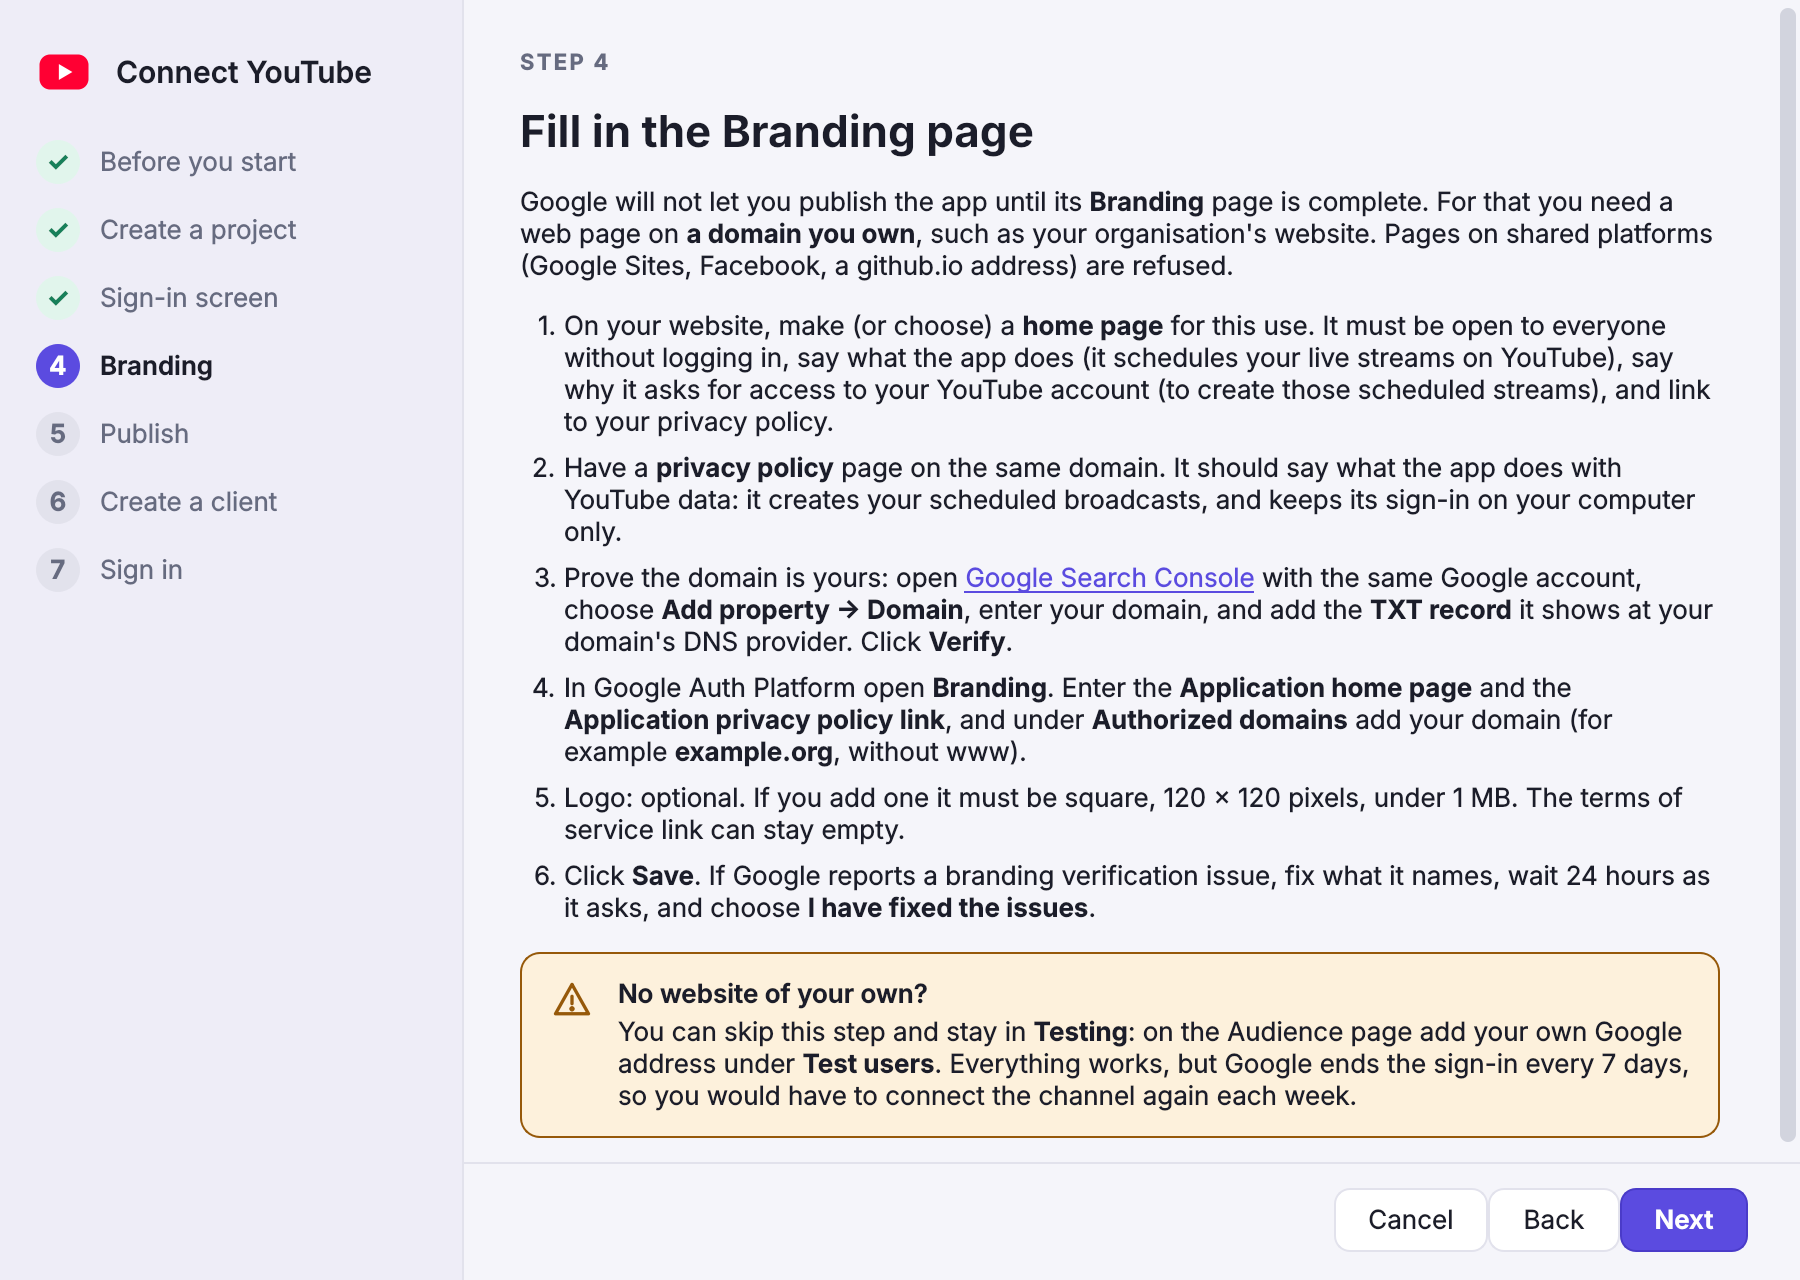 Connect YouTube
Before you start
Create a project
Sign-in screen
4 Branding
5 Publish
6 Create a client
7 Sign in
STEP 4
Fill in the Branding page
Google will not let you publish the app until its Branding page is complete. For that you need a
web page on a domain you own, such as your organisation's website. Pages on shared platforms
(Google Sites, Facebook, a github.io address) are refused.
1. On your website, make (or choose) a home page for this use. It must be open to everyone
without logging in, say what the app does (it schedules your live streams on YouTube), say
why it asks for access to your YouTube account (to create those scheduled streams), and link
to your privacy policy.
2. Have a privacy policy page on the same domain. It should say what the app does with
YouTube data: it creates your scheduled broadcasts, and keeps its sign-in on your computer
only.
3. Prove the domain is yours: open Google Search Console with the same Google account,
choose Add property → Domain, enter your domain, and add the TXT record it shows at your
domain's DNS provider. Click Verify.
4. In Google Auth Platform open Branding. Enter the Application home page and the
Application privacy policy link, and under Authorized domains add your domain (for
example example.org, without www).
5. Logo: optional. If you add one it must be square, 120 × 120 pixels, under 1 MB. The terms of
service link can stay empty.
6. Click Save. If Google reports a branding verification issue, fix what it names, wait 24 hours as
it asks, and choose I have fixed the issues.
No website of your own?
You can skip this step and stay in Testing: on the Audience page add your own Google
address under Test users. Everything works, but Google ends the sign-in every 7 days,
so you would have to connect the channel again each week.
Cancel Back Next